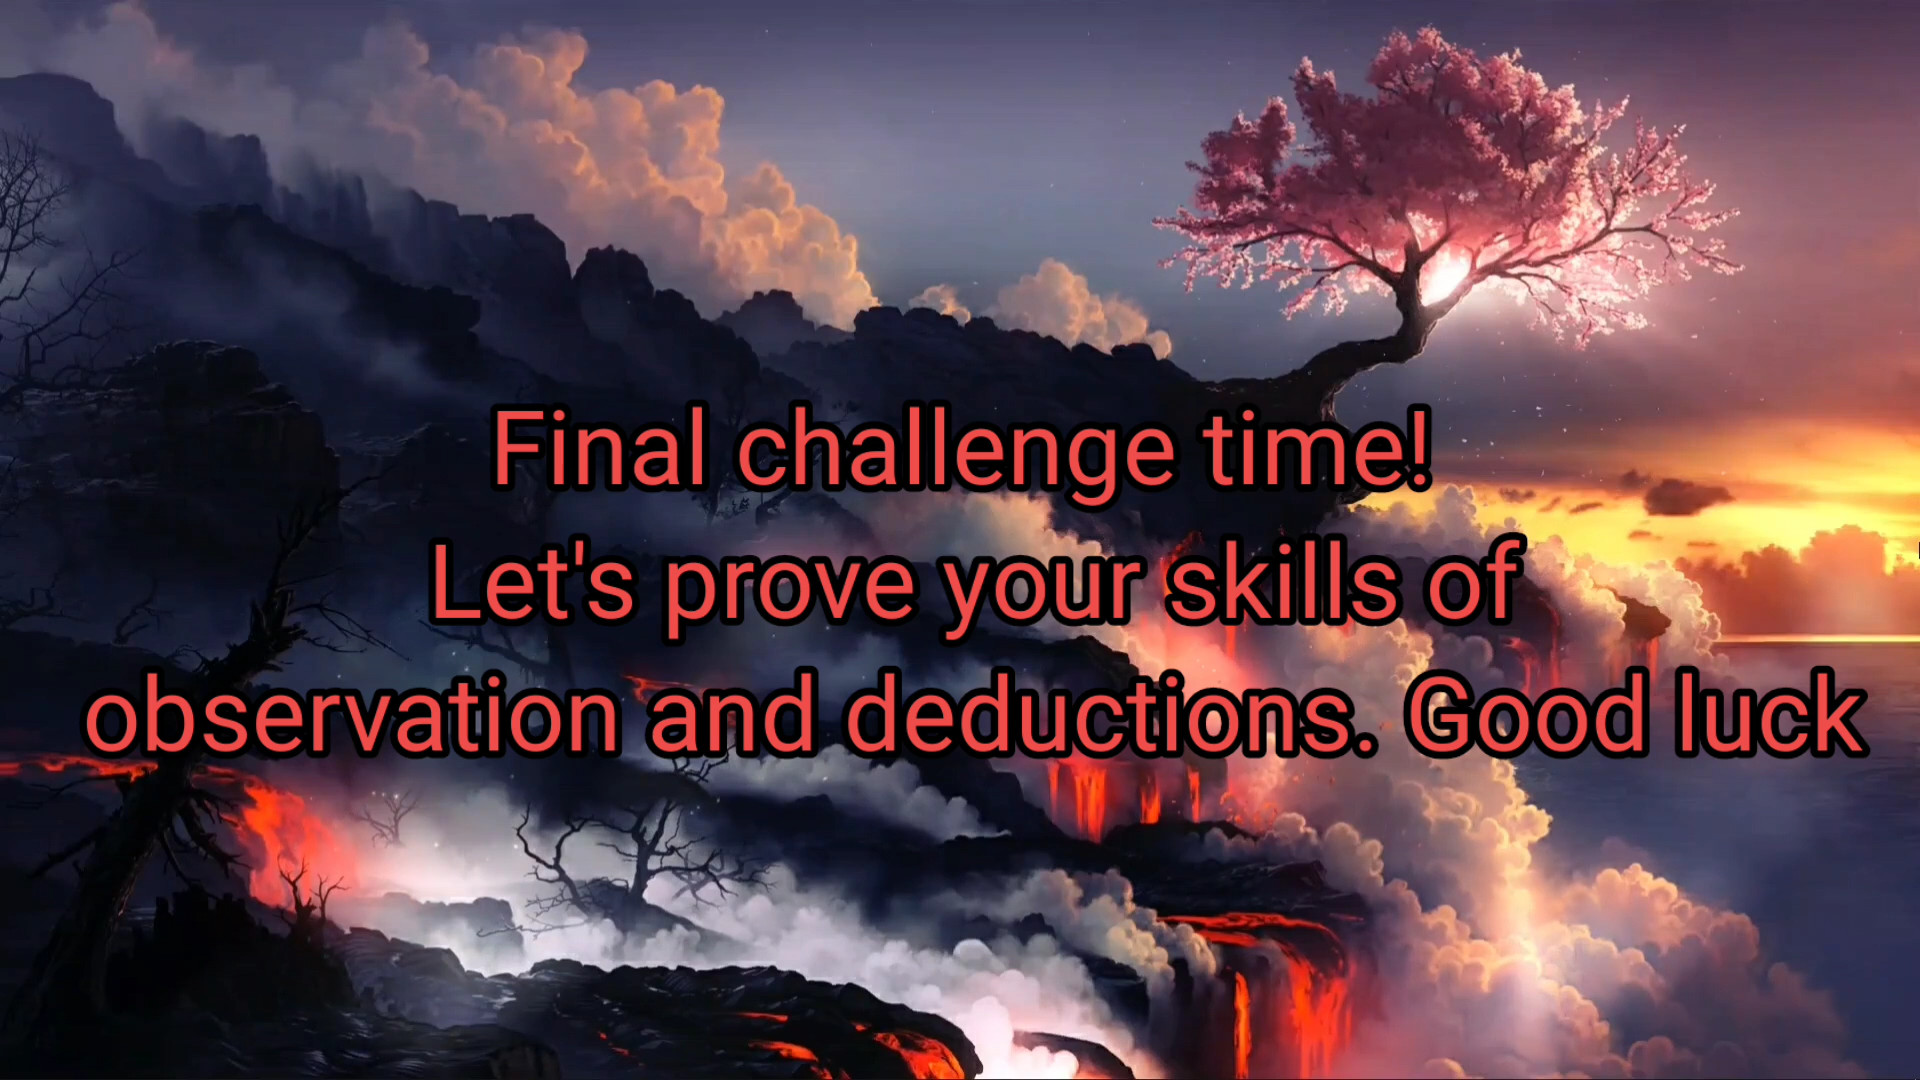 Final challenge time!
Let's prove your skills of
observation and deductions. Good luck